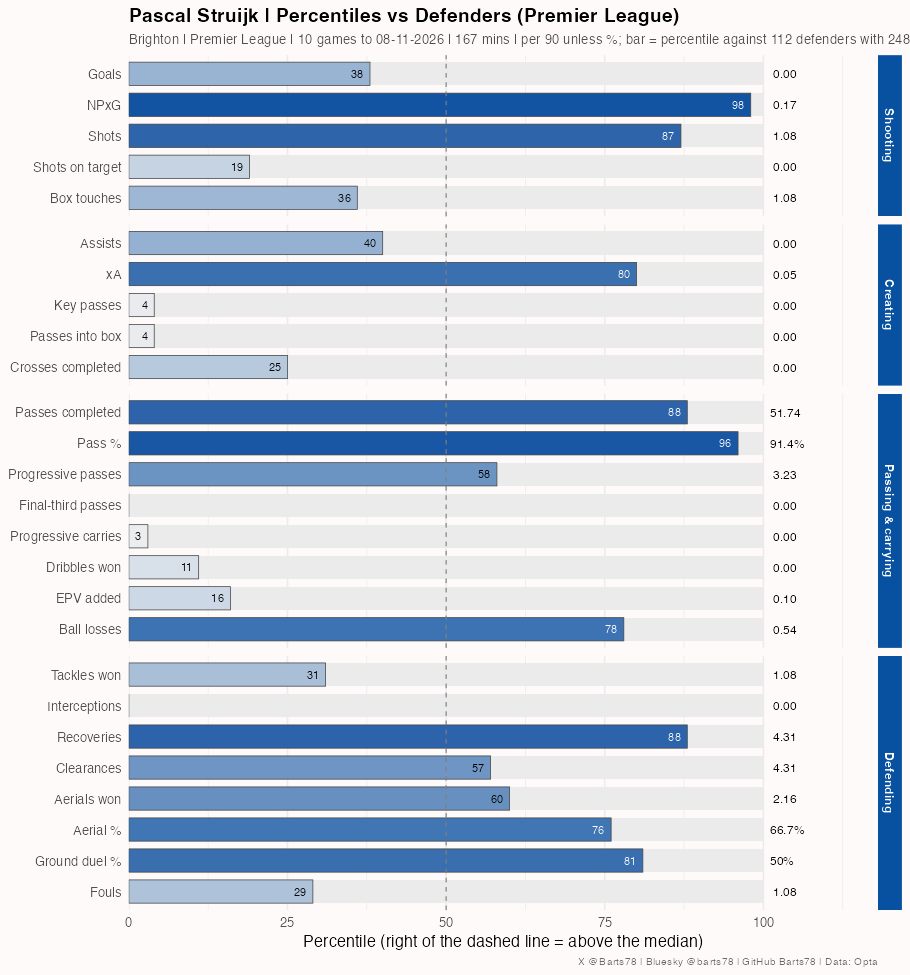 Pascal Struijk | Percentiles vs Defenders (Premier League)
Brighton | Premier League | 10 games to 08-11-2026 | 167 mins | per 90 unless %; bar = percentile against 112 defenders with 248
Shooting
Goals 38 0.00
NPxG 98 0.17
Shots 87 1.08
Shots on target 19 0.00
Box touches 36 1.08
Creating
Assists 40 0.00
xA 80 0.05
Key passes 4 0.00
Passes into box 4 0.00
Crosses completed 25 0.00
Passing & carrying
Passes completed 88 51.74
Pass % 96 91.4%
Progressive passes 58 3.23
Final-third passes 0.00
Progressive carries 3 0.00
Dribbles won 11 0.00
EPV added 16 0.10
Ball losses 78 0.54
Defending
Tackles won 31 1.08
Interceptions 0.00
Recoveries 88 4.31
Clearances 57 4.31
Aerials won 60 2.16
Aerial % 76 66.7%
Ground duel % 81 50%
Fouls 29 1.08
0 25 50 75 100
Percentile (right of the dashed line = above the median)
X @Barts78 | Bluesky @barts78 | GitHub Barts78 | Data: Opta